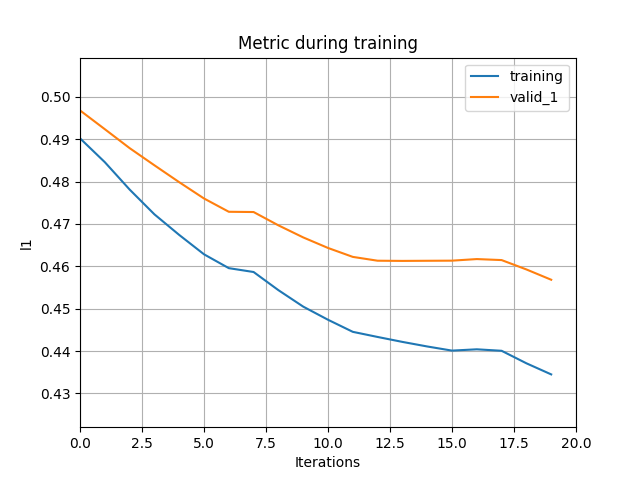 Metric during training
training
valid_1
l1
0.50
0.49
0.48
0.47
0.46
0.45
0.44
0.43
0.0 2.5 5.0 7.5 10.0 12.5 15.0 17.5 20.0
Iterations